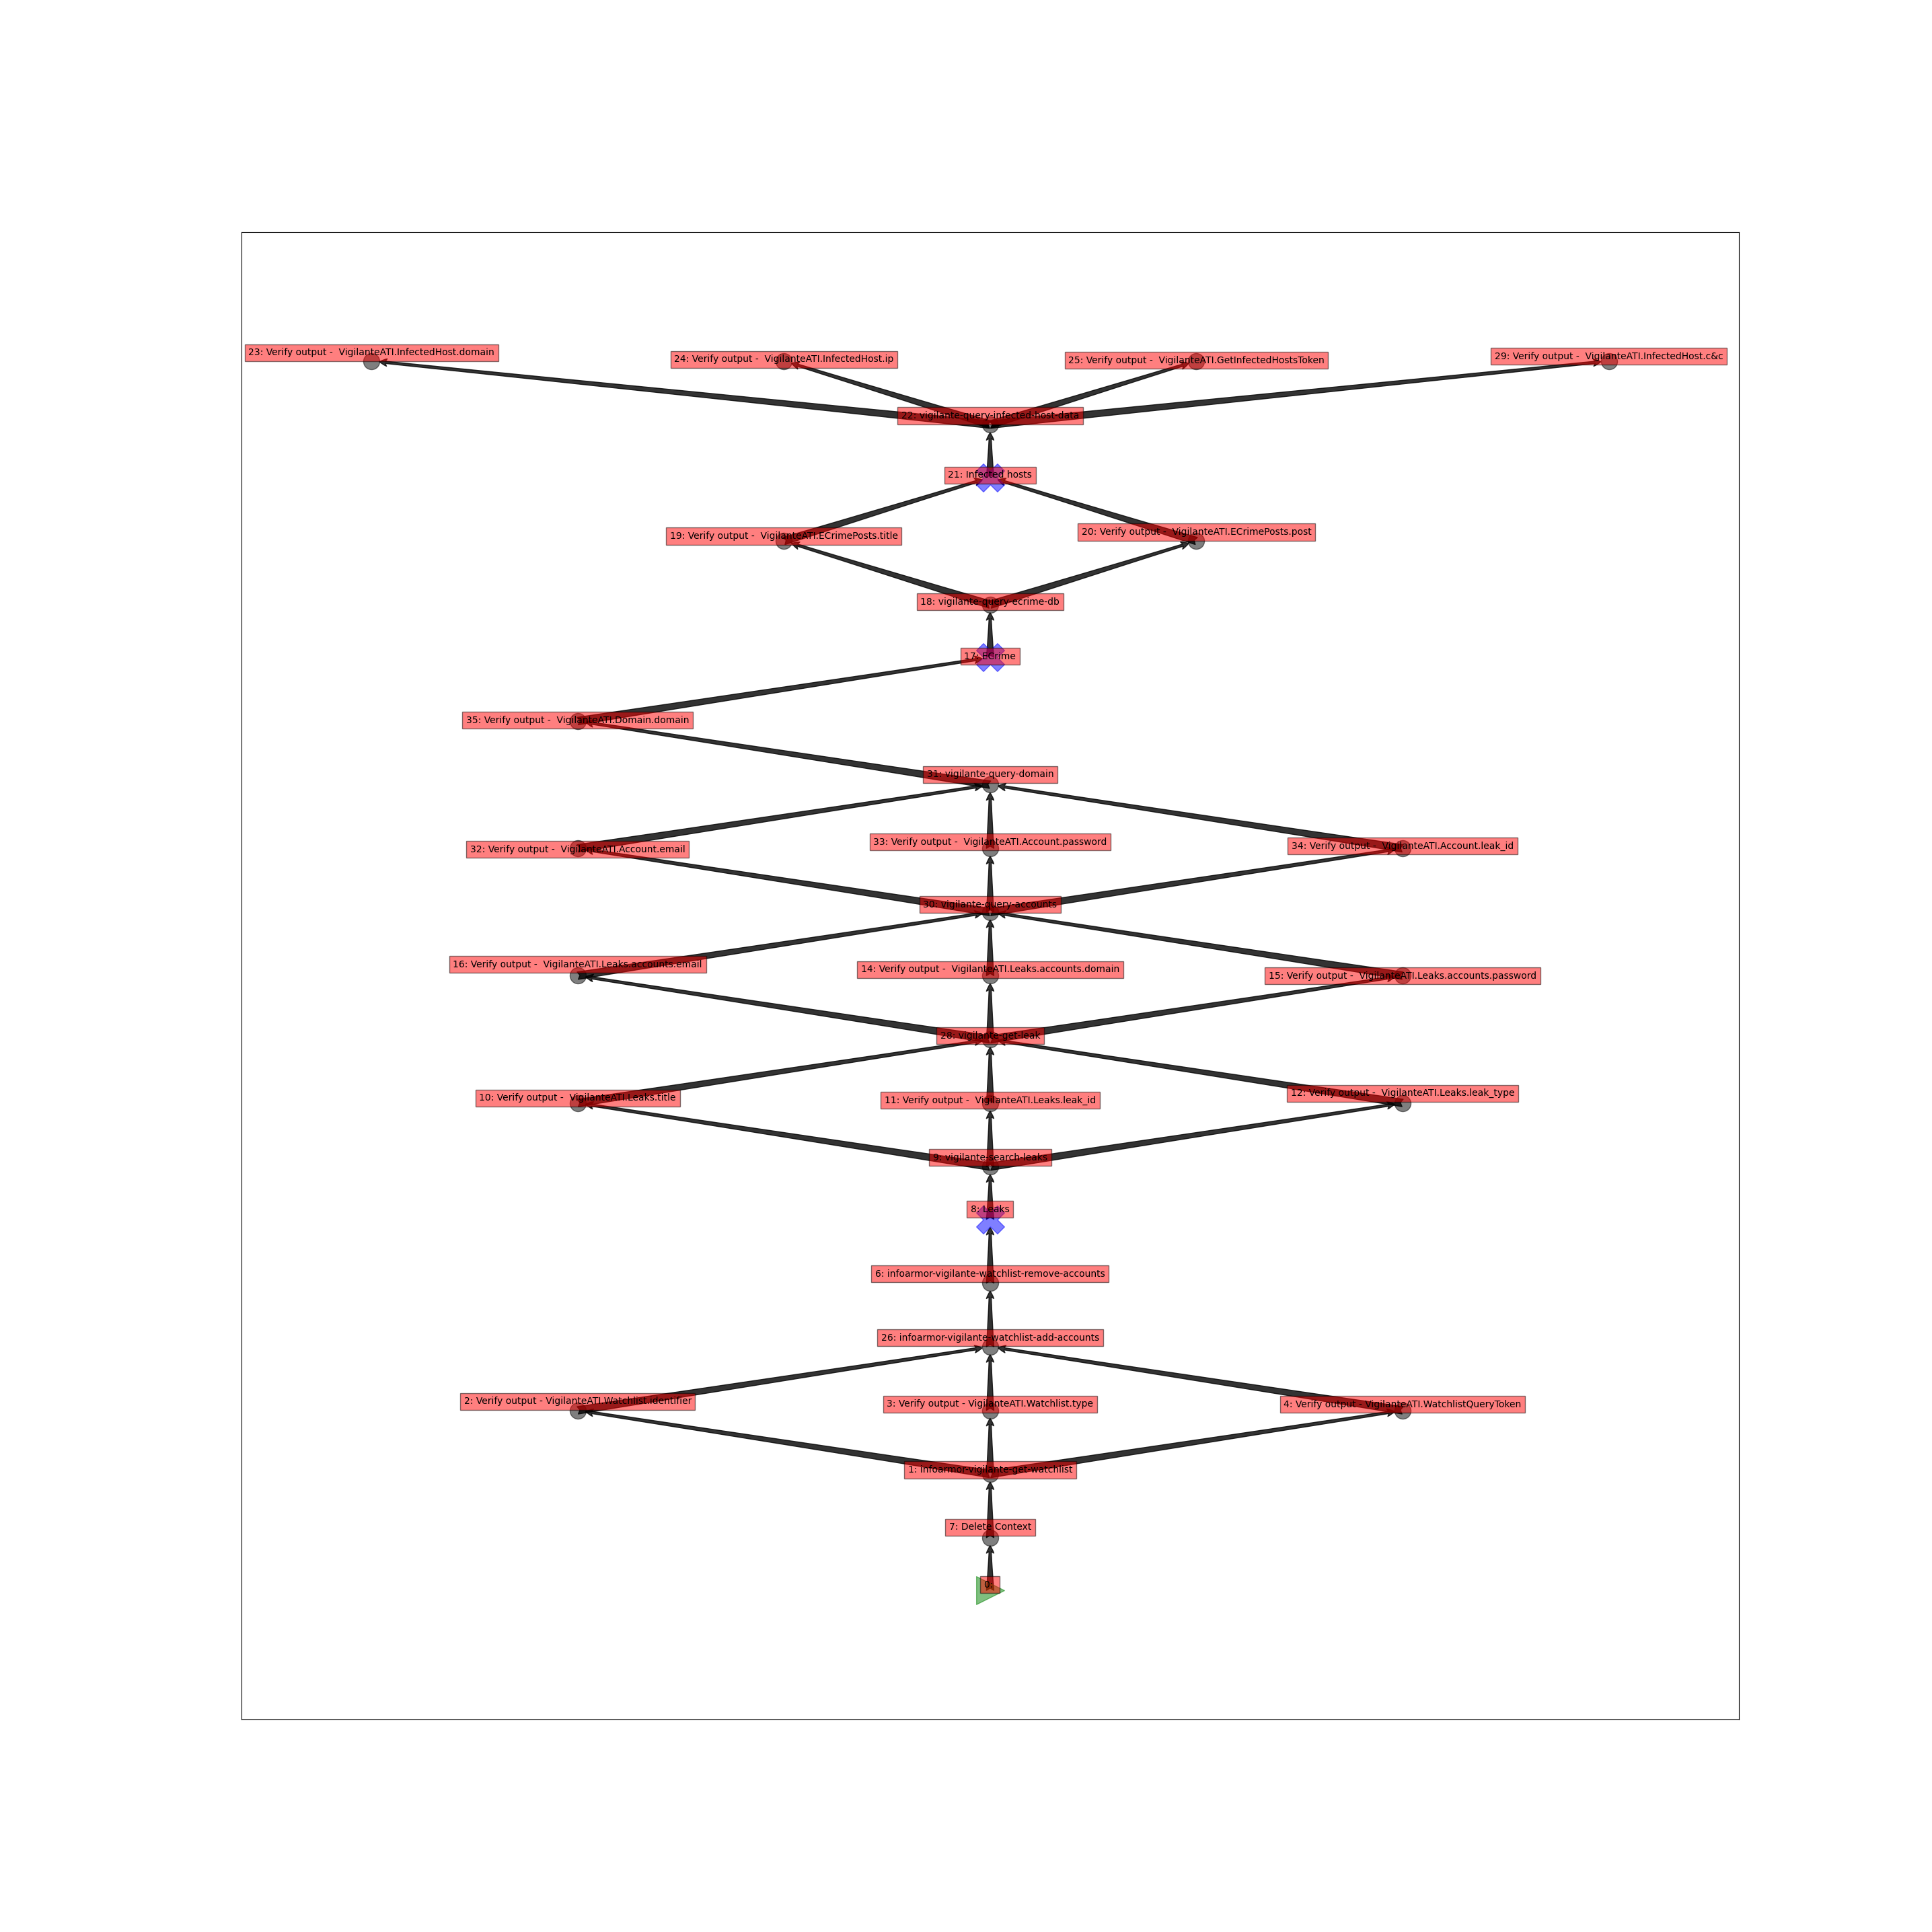 23: Verify output -  VigilanteATI.InfectedHost.domain
24: Verify output -  VigilanteATI.InfectedHost.ip
25: Verify output -  VigilanteATI.GetInfectedHostsToken
29: Verify output -  VigilanteATI.InfectedHost.c&c
22: vigilante-query-infected-host-data
21: Infected hosts
19: Verify output -  VigilanteATI.ECrimePosts.title
20: Verify output -  VigilanteATI.ECrimePosts.post
18: vigilante-query-ecrime-db
17: ECrime
35: Verify output -  VigilanteATI.Domain.domain
31: vigilante-query-domain
32: Verify output -  VigilanteATI.Account.email
33: Verify output -  VigilanteATI.Account.password
34: Verify output -  VigilanteATI.Account.leak_id
30: vigilante-query-accounts
16: Verify output -  VigilanteATI.Leaks.accounts.email
14: Verify output -  VigilanteATI.Leaks.accounts.domain
15: Verify output -  VigilanteATI.Leaks.accounts.password
28: vigilante-get-leak
10: Verify output -  VigilanteATI.Leaks.title
11: Verify output -  VigilanteATI.Leaks.leak_id
12: Verify output -  VigilanteATI.Leaks.leak_type
9: vigilante-search-leaks
8: Leaks
6: infoarmor-vigilante-watchlist-remove-accounts
26: infoarmor-vigilante-watchlist-add-accounts
2: Verify output - VigilanteATI.Watchlist.identifier
3: Verify output - VigilanteATI.Watchlist.type
4: Verify output - VigilanteATI.WatchlistQueryToken
1: infoarmor-vigilante-get-watchlist
7: Delete Context
0: